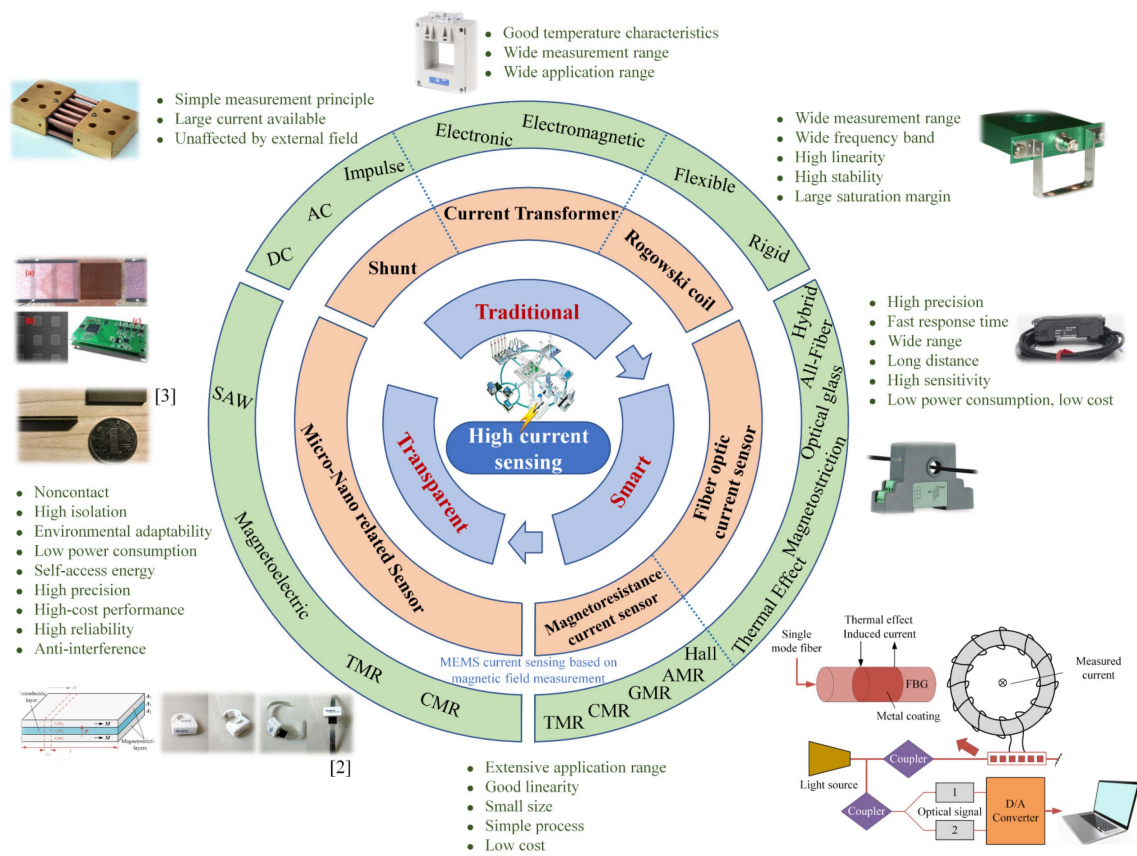 • Good temperature characteristics
• Wide measurement range
• Wide application range
• Simple measurement principle
• Large current available
• Unaffected by external field
• Wide measurement range
• Wide frequency band
• High linearity
• High stability
• Large saturation margin
Electronic
Electromagnetic
Impulse
AC
DC
Flexible
Rigid
Current Transformer
Shunt
Rogowski coil
Traditional
High current
sensing
Smart
Transparent
(a)
(c)
[3]
SAW
Magnetoelectric
TMR
CMR
Micro-Nano related Sensor
Hybrid
All-Fiber
Optical glass
Magnetostriction
Thermal Effect
Fiber optic
current sensor
Magnetoresistance
current sensor
Hall
AMR
GMR
CMR
TMR
MEMS current sensing based on
magnetic field measurement
• High precision
• Fast response time
• Wide range
• Long distance
• High sensitivity
• Low power consumption, low cost
• Noncontact
• High isolation
• Environmental adaptability
• Low power consumption
• Self-access energy
• High precision
• High-cost performance
• High reliability
• Anti-interference
layer
M
M
Magnetostrict-
layers
[2]
• Extensive application range
• Good linearity
• Small size
• Simple process
• Low cost
Thermal effect
Induced current
Single
mode fiber
FBG
Metal coating
Measured
current
Light source
Coupler
Coupler
Optical signal
1
2
D/A
Converter